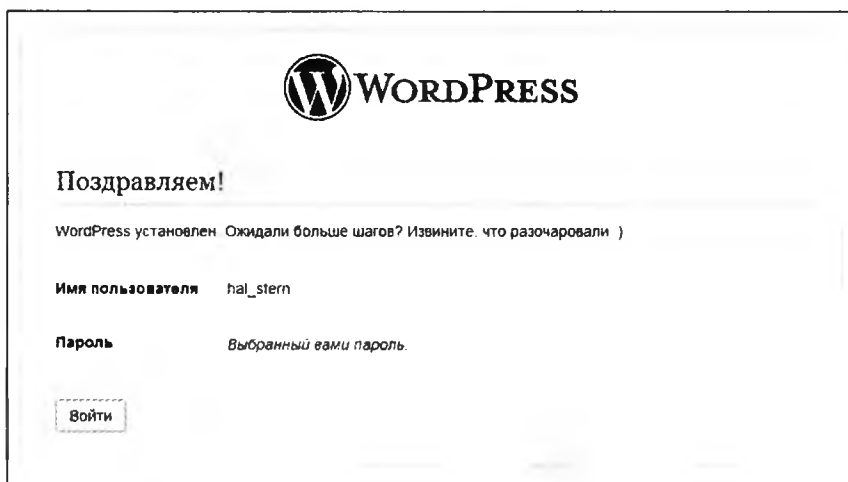 WORDPRESS
Поздравляем!
WordPress установлен. Ожидали больше шагов? Извините, что разочаровали :)
Имя пользователя hal_stern
Пароль Выбранный вами пароль.
Войти